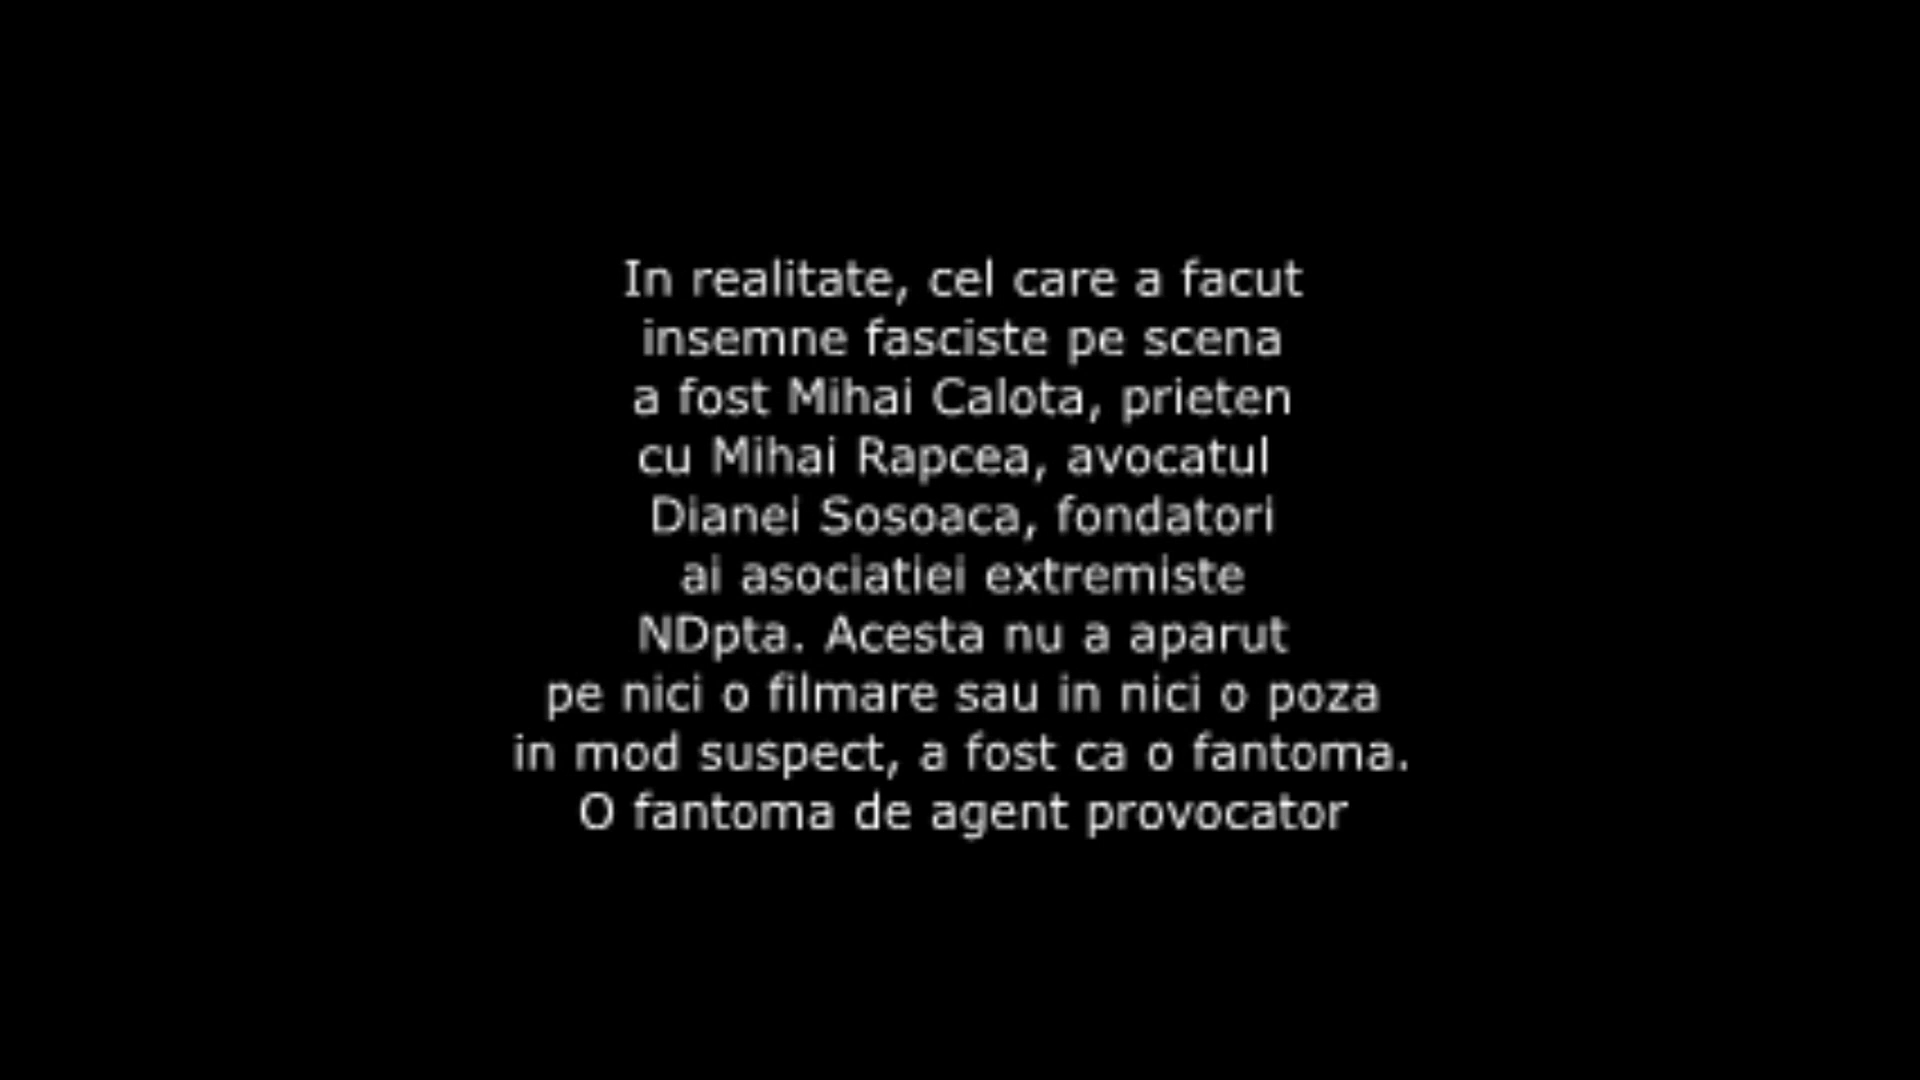 In realitate, cel care a facut
insemne fasciste pe scena
a fost Mihai Calota, prieten
cu Mihai Rapcea, avocatul
Dianei Sosoaca, fondatori
ai asociatiei extremiste
NDpta. Acesta nu a aparut
pe nici o filmare sau in nici o poza
in mod suspect, a fost ca o fantoma.
O fantoma de agent provocator